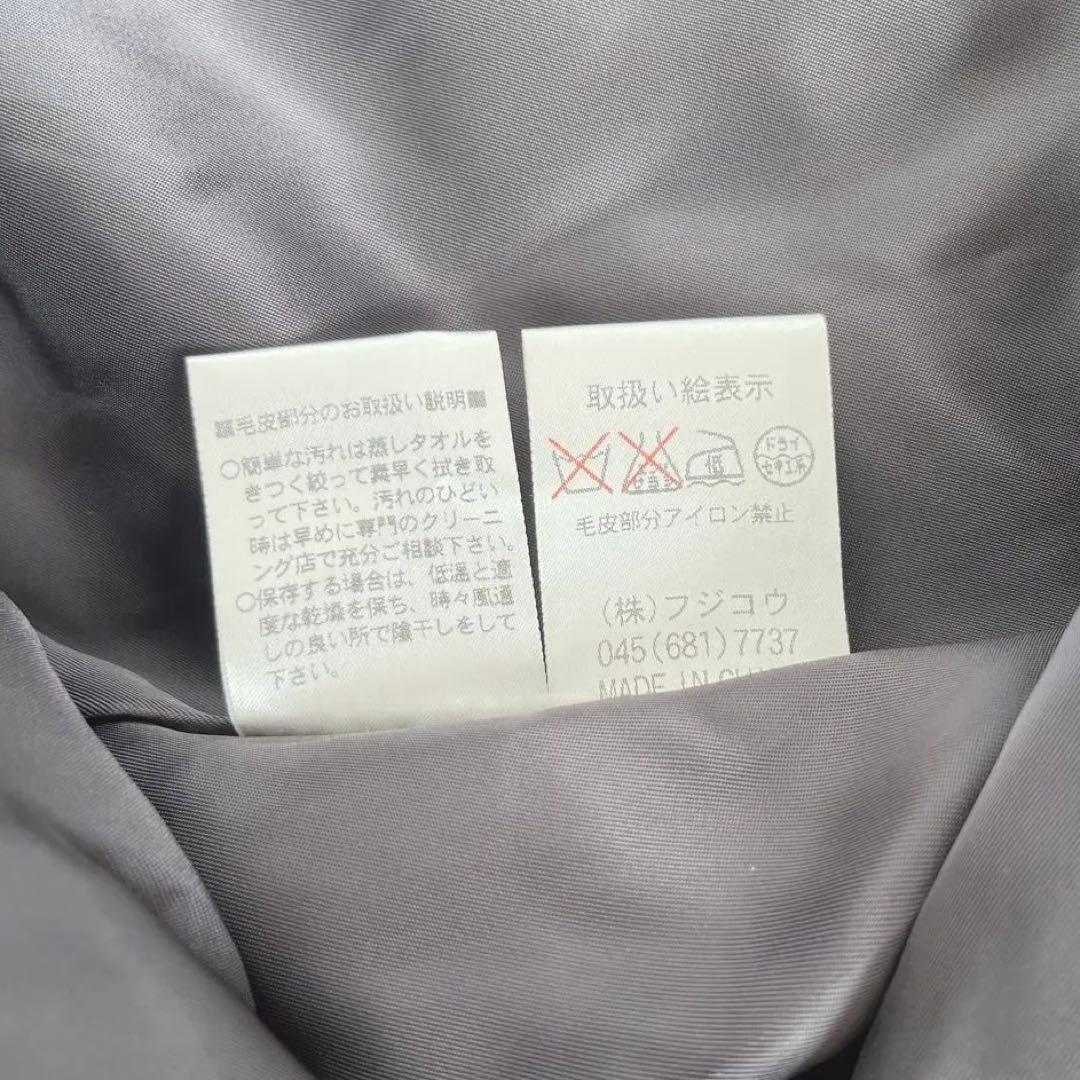 ■毛皮部分のお取扱い説明■
○簡単な汚れは蒸しタオルを
きつく絞って素早く拭き取
って下さい。汚れのひどい
時は早めに専門のクリーニ
ング店で充分ご相談下さい。
○保存する場合は、低温と適
度な乾燥を保ち、時々風通
しの良い所で陰干しをして
下さい。
取扱い絵表示
低 ドライ セキユ系
毛皮部分アイロン禁止
(株)フジコウ
045(681)7737
MADE IN